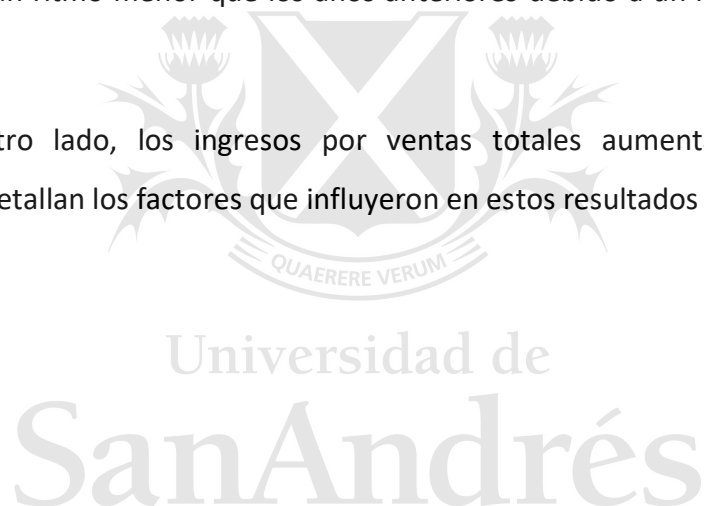 ritmo menor que los años anteriores debido a un
tro lado, los ingresos por ventas totales aument
etallan los factores que influyeron en estos resultados
QUAERERE VERUM
Universidad de
SanAndrés